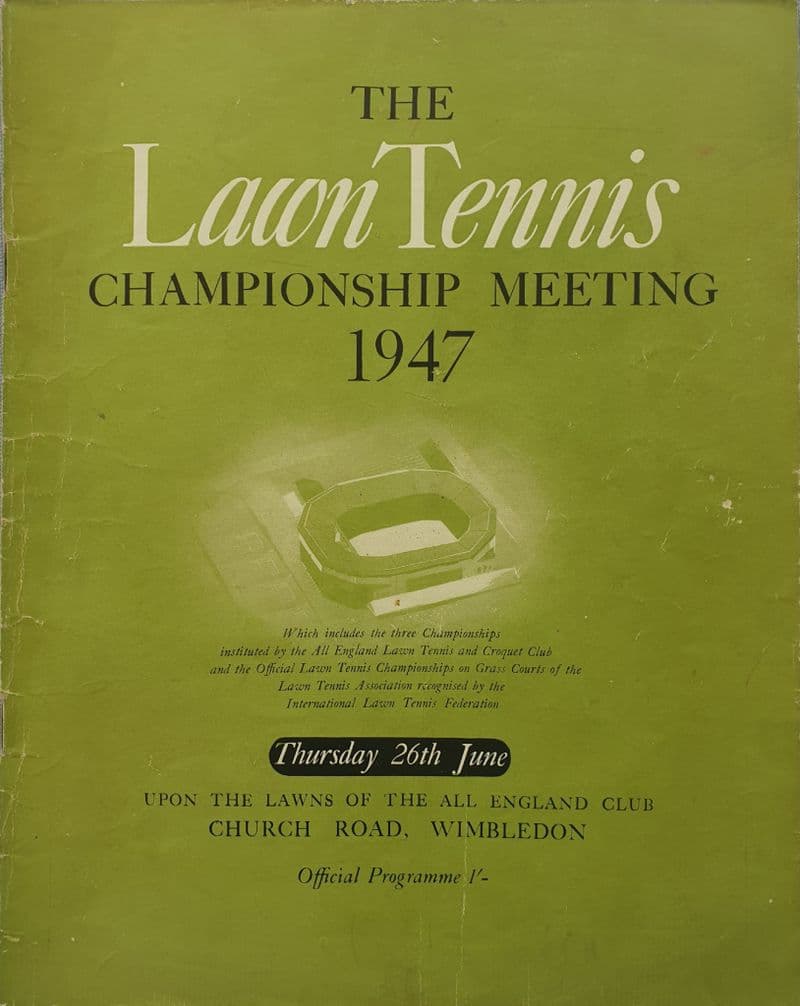 THE
Lawn Tennis
CHAMPIONSHIP MEETING
1947
Which includes the three Championships
instituted by the All England Lawn Tennis and Croquet Club
and the Official Lawn Tennis Championships on Grass Courts of the
Lawn Tennis Association recognised by the
International Lawn Tennis Federation
Thursday 26th June
UPON THE LAWNS OF THE ALL ENGLAND CLUB
CHURCH ROAD, WIMBLEDON
Official Programme 1/-